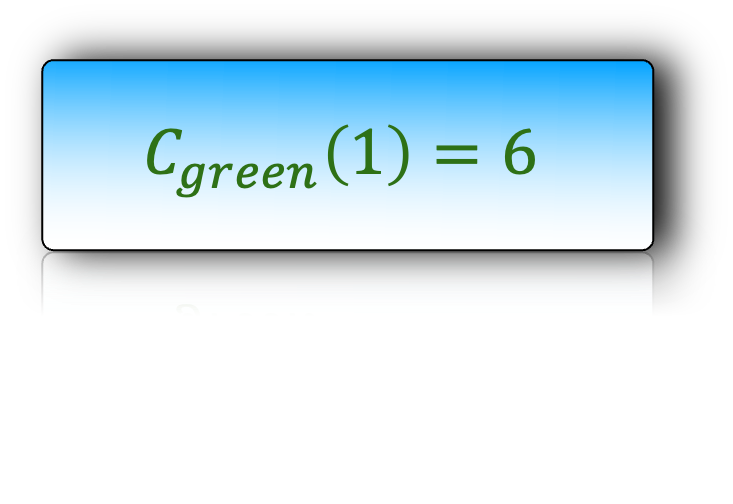 C_green(1) = 6